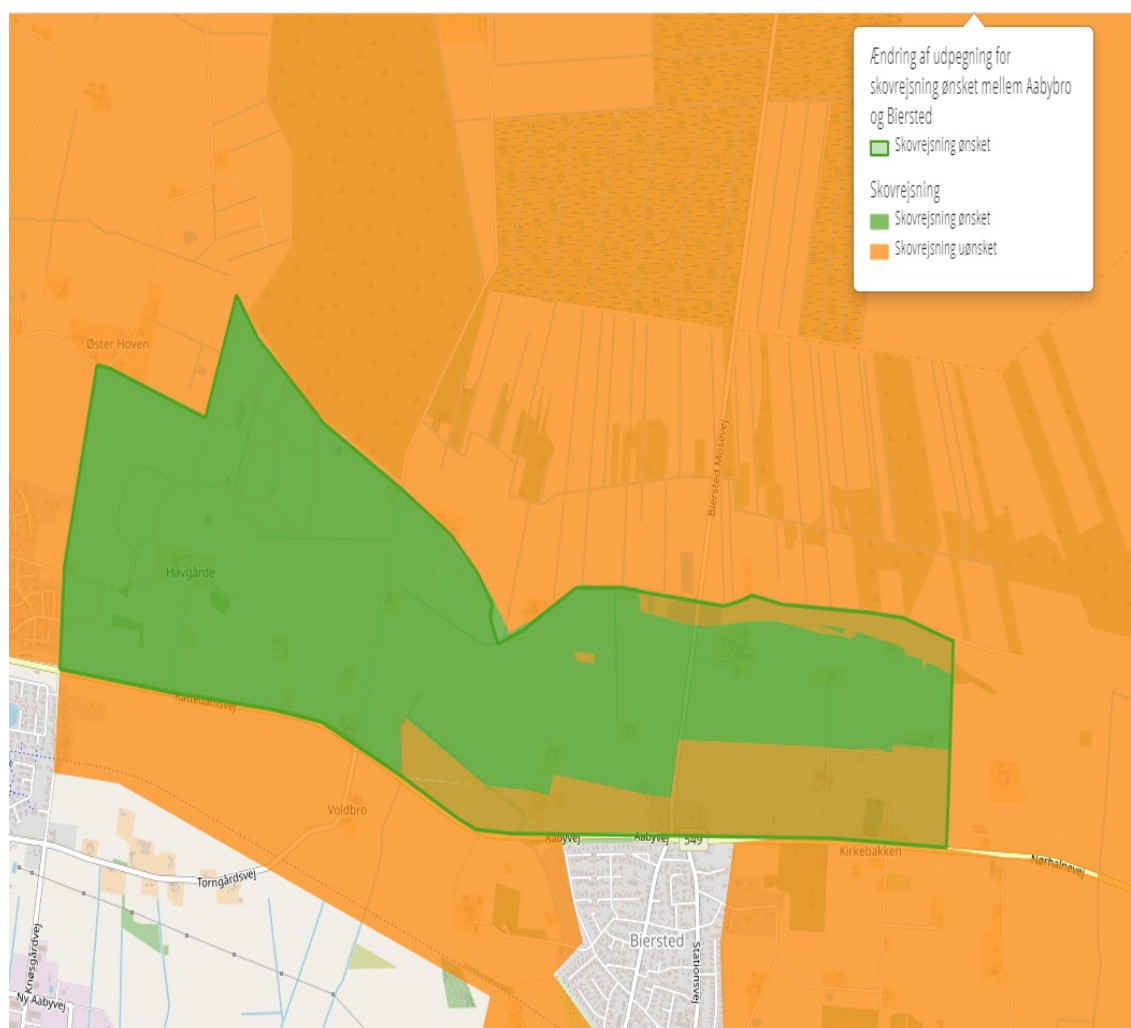 Ændring af udpegning for
skovrejsning ønsket mellem Aabybro
og Biersted
Skovrejsning ønsket
Skovrejsning
Skovrejsning ønsket
Skovrejsning uønsket
Øster Hoven
Biersted Mosevej
Havgårde
Kattedamsvej
Voldbro
Aabyvej
Aabyvej
549
Kirkebakken
Nørhalnevej
Torngårdsvej
Biersted
Stationsvej
Knøsgårdvej
Ny Aabyvej